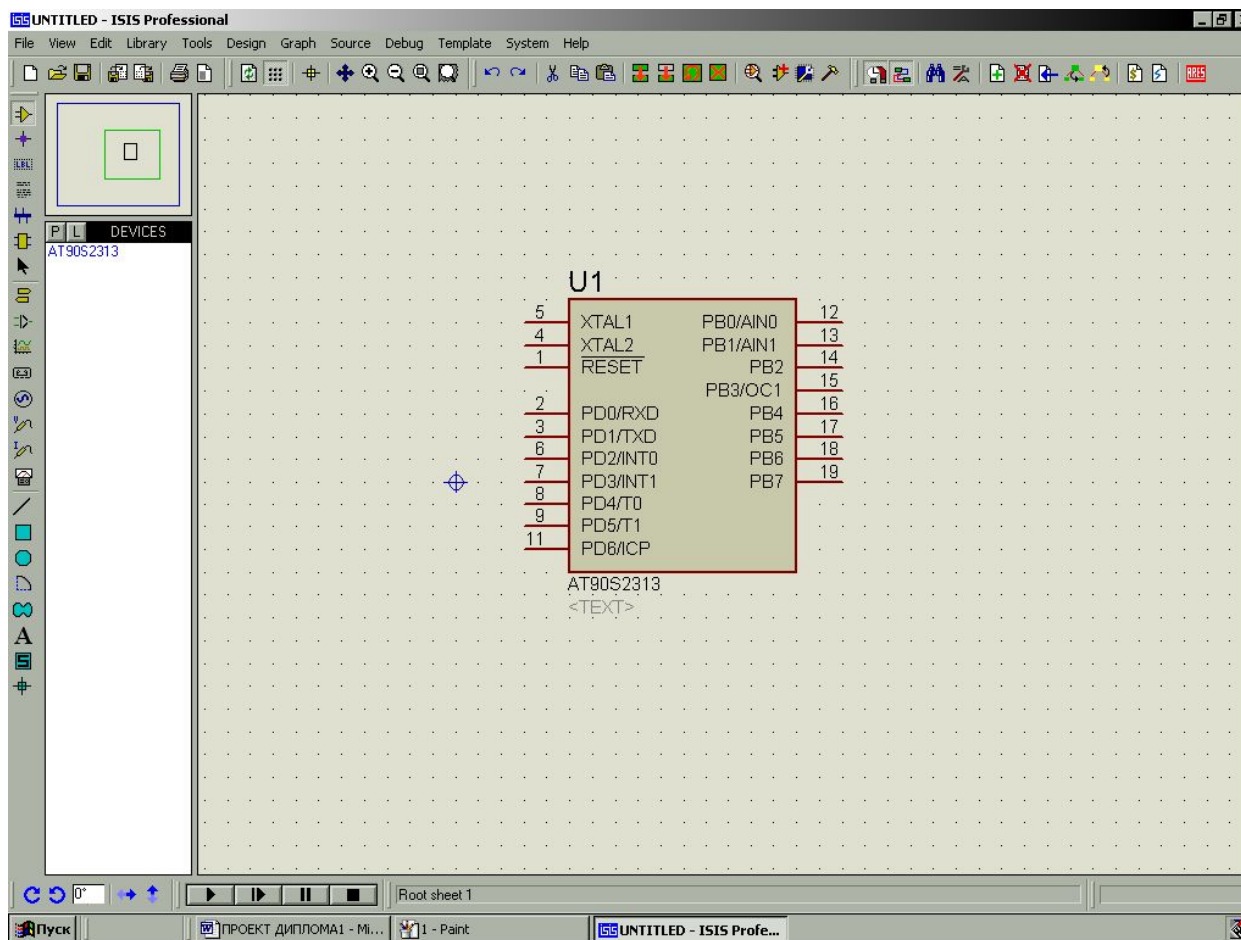 UNTITLED - ISIS Professional
File View Edit Library Tools Design Graph Source Debug Template System Help
LBL
ARES
P L DEVICES
AT90S2313
U1
5 XTAL1 PB0/AIN0 12
4 XTAL2 PB1/AIN1 13
1 RESET PB2 14
PB3/OC1 15
2 PD0/RXD PB4 16
3 PD1/TXD PB5 17
6 PD2/INT0 PB6 18
7 PD3/INT1 PB7 19
8 PD4/T0
9 PD5/T1
11 PD6/ICP
AT90S2313
<TEXT>
A
0° Root sheet 1
Пуск ПРОЕКТ ДИПЛОМА1 - Mi... 1 - Paint ISIS UNTITLED - ISIS Profe...